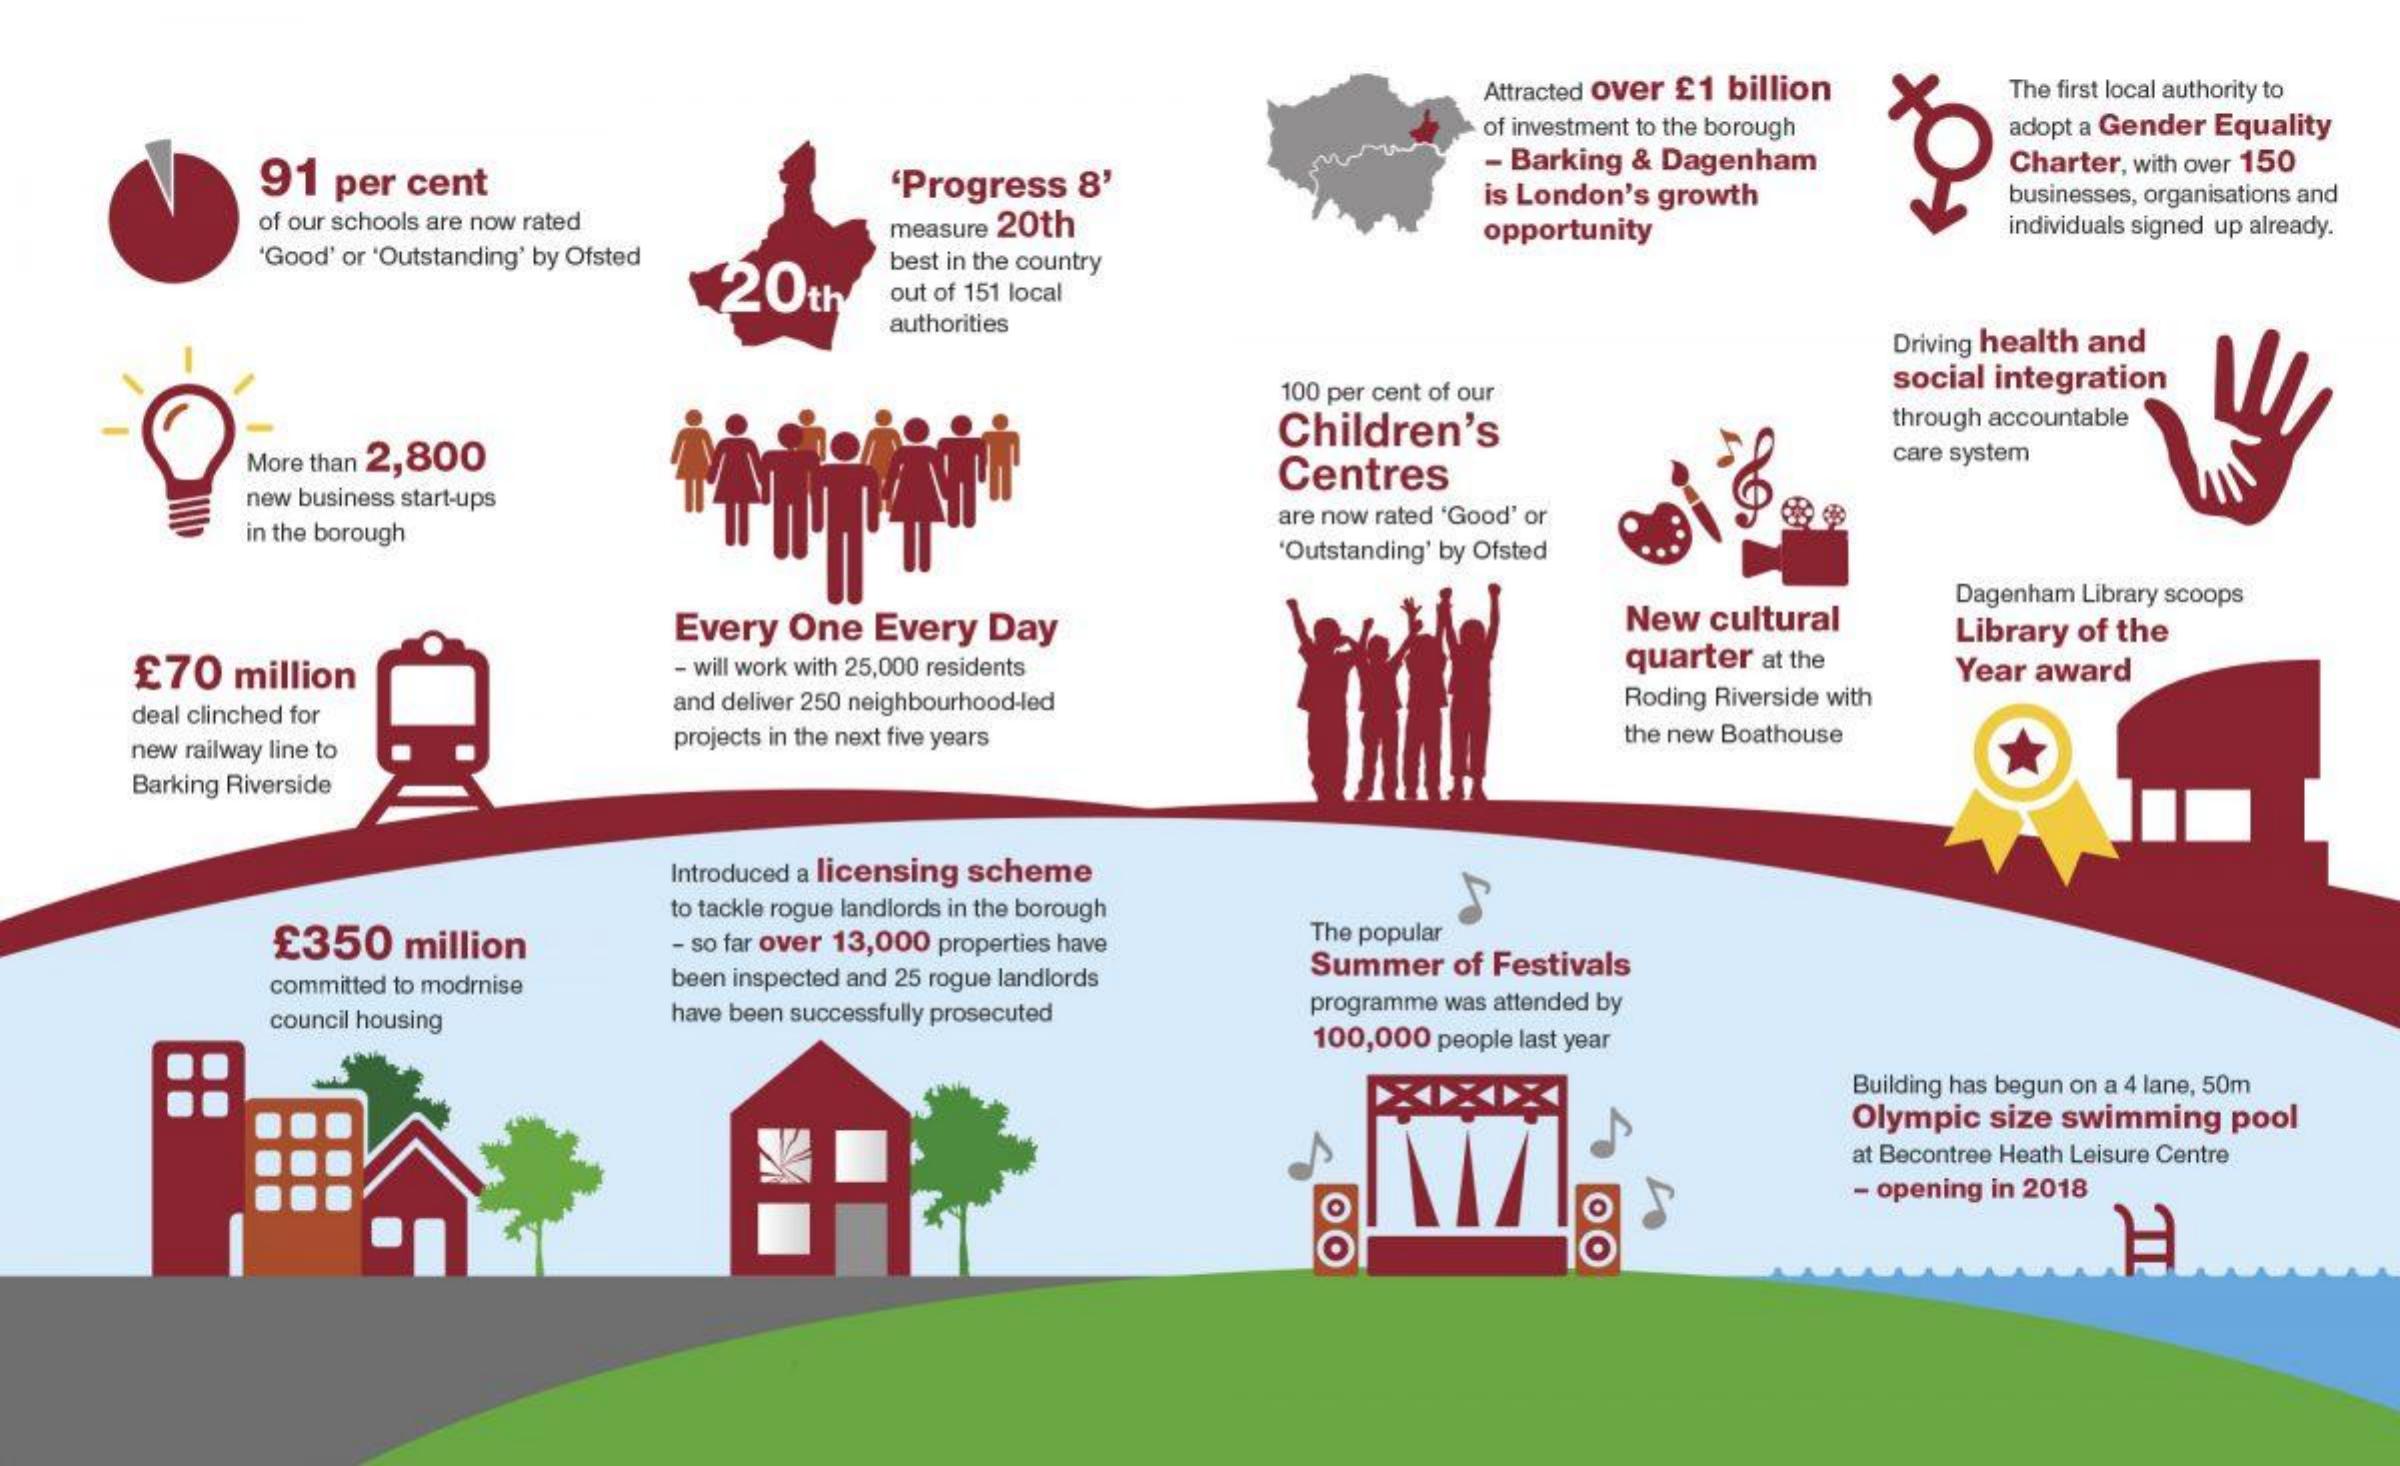 91 per cent
of our schools are now rated
'Good' or 'Outstanding' by Ofsted
20th
'Progress 8'
measure 20th
best in the country
out of 151 local
authorities
Attracted over £1 billion
of investment to the borough
– Barking & Dagenham
is London's growth
opportunity
The first local authority to
adopt a Gender Equality
Charter, with over 150
businesses, organisations and
individuals signed up already.
More than 2,800
new business start-ups
in the borough
Every One Every Day
– will work with 25,000 residents
and deliver 250 neighbourhood-led
projects in the next five years
100 per cent of our
Children's
Centres
are now rated 'Good' or
'Outstanding' by Ofsted
Driving health and
social integration
through accountable
care system
£70 million
deal clinched for
new railway line to
Barking Riverside
New cultural
quarter at the
Roding Riverside with
the new Boathouse
Dagenham Library scoops
Library of the
Year award
£350 million
committed to modrnise
council housing
Introduced a licensing scheme
to tackle rogue landlords in the borough
– so far over 13,000 properties have
been inspected and 25 rogue landlords
have been successfully prosecuted
The popular
Summer of Festivals
programme was attended by
100,000 people last year
Building has begun on a 4 lane, 50m
Olympic size swimming pool
at Becontree Heath Leisure Centre
– opening in 2018